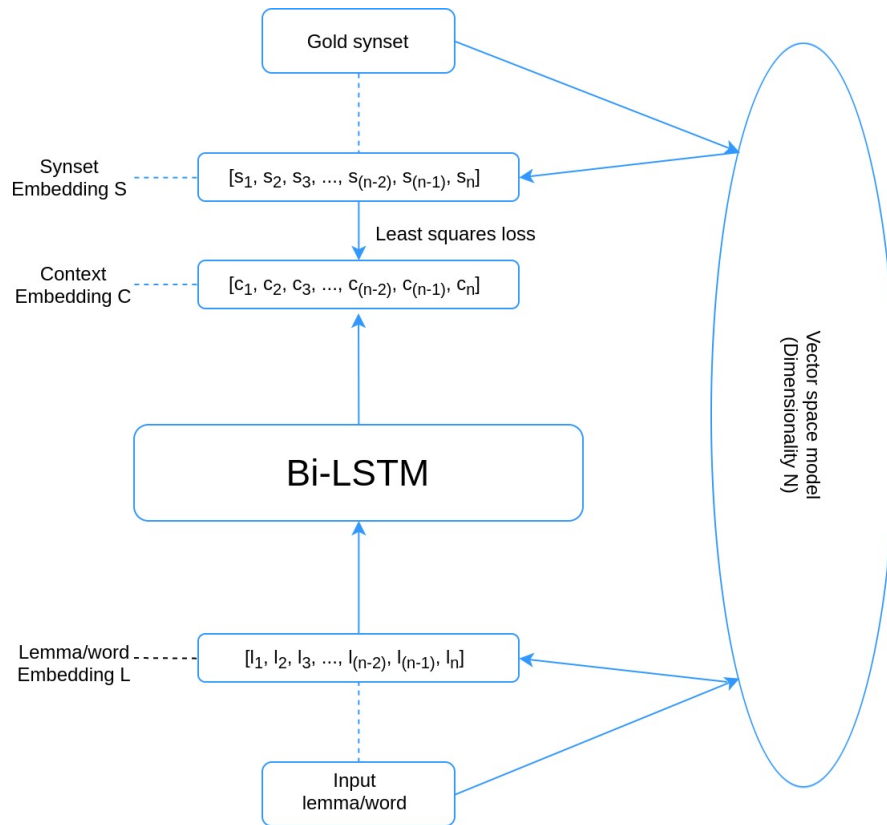 Gold synset
Synset
Embedding S
[s₁, s₂, s₃, ..., s₍ₙ₋₂₎, s₍ₙ₋₁₎, sₙ]
Least squares loss
Context
Embedding C
[c₁, c₂, c₃, ..., c₍ₙ₋₂₎, c₍ₙ₋₁₎, cₙ]
Vector space model
(Dimensionality N)
Bi-LSTM
Lemma/word
Embedding L
[l₁, l₂, l₃, ..., l₍ₙ₋₂₎, l₍ₙ₋₁₎, lₙ]
Input
lemma/word